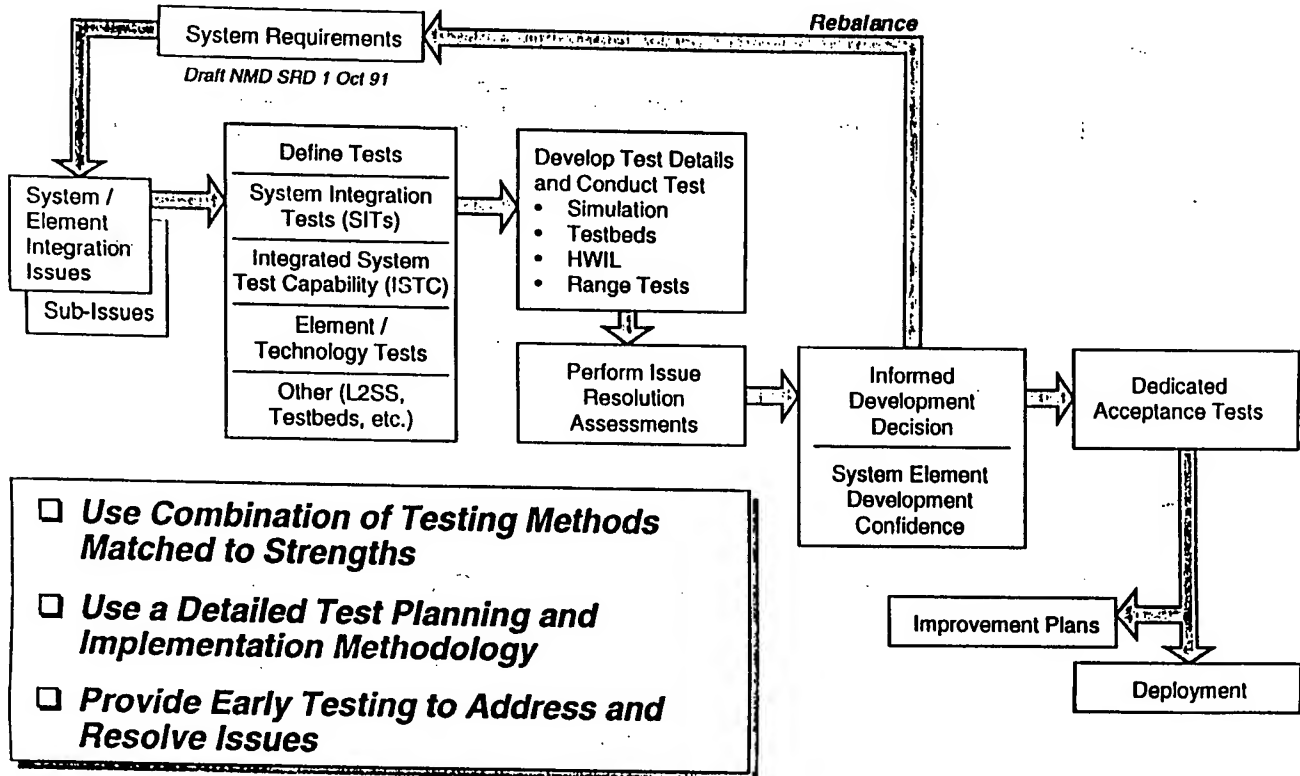 Rebalance
System Requirements
Draft NMD SRD 1 Oct 91
System /
Element
Integration
Issues
Sub-Issues
Define Tests
System Integration
Tests (SITs)
Integrated System
Test Capability (ISTC)
Element /
Technology Tests
Other (L2SS,
Testbeds, etc.)
Develop Test Details
and Conduct Test
• Simulation
• Testbeds
• HWIL
• Range Tests
Perform Issue
Resolution
Assessments
Informed
Development
Decision
System Element
Development
Confidence
Dedicated
Acceptance Tests
Improvement Plans
Deployment
❑ Use Combination of Testing Methods
Matched to Strengths
❑ Use a Detailed Test Planning and
Implementation Methodology
❑ Provide Early Testing to Address and
Resolve Issues